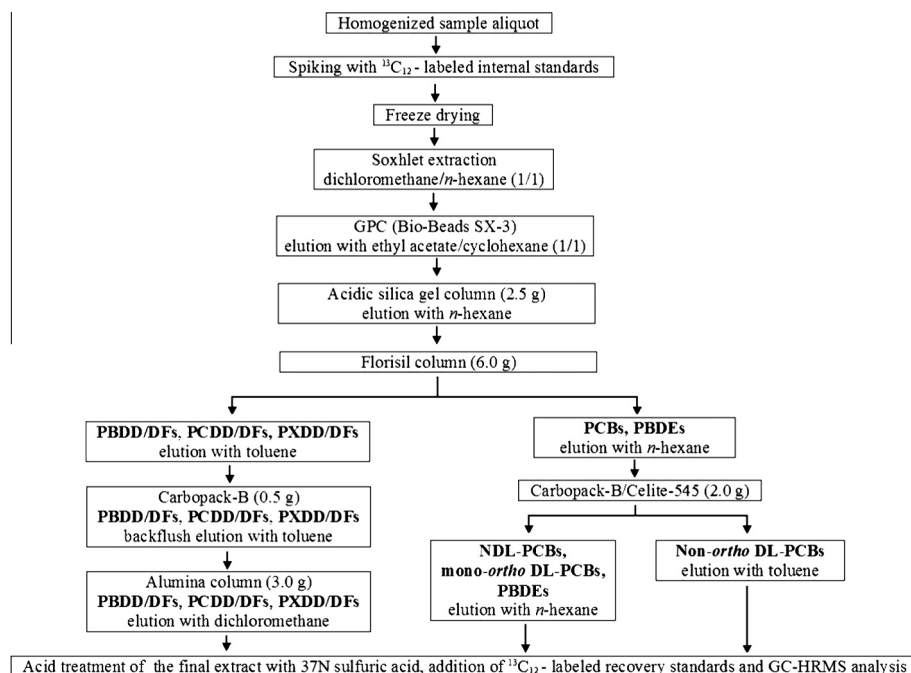 Homogenized sample aliquot
Spiking with ¹³C₁₂ - labeled internal standards
Freeze drying
Soxhlet extraction
dichloromethane/n-hexane (1/1)
GPC (Bio-Beads SX-3)
elution with ethyl acetate/cyclohexane (1/1)
Acidic silica gel column (2.5 g)
elution with n-hexane
Florisil column (6.0 g)
PBDD/DFs, PCDD/DFs, PXDD/DFs
elution with toluene
Carbopack-B (0.5 g)
PBDD/DFs, PCDD/DFs, PXDD/DFs
backflush elution with toluene
Alumina column (3.0 g)
PBDD/DFs, PCDD/DFs, PXDD/DFs
elution with dichloromethane
PCBs, PBDEs
elution with n-hexane
Carbopack-B/Celite-545 (2.0 g)
NDL-PCBs,
mono-ortho DL-PCBs,
PBDEs
elution with n-hexane
Non-ortho DL-PCBs
elution with toluene
Acid treatment of the final extract with 37N sulfuric acid, addition of ¹³C₁₂ - labeled recovery standards and GC-HRMS analysis